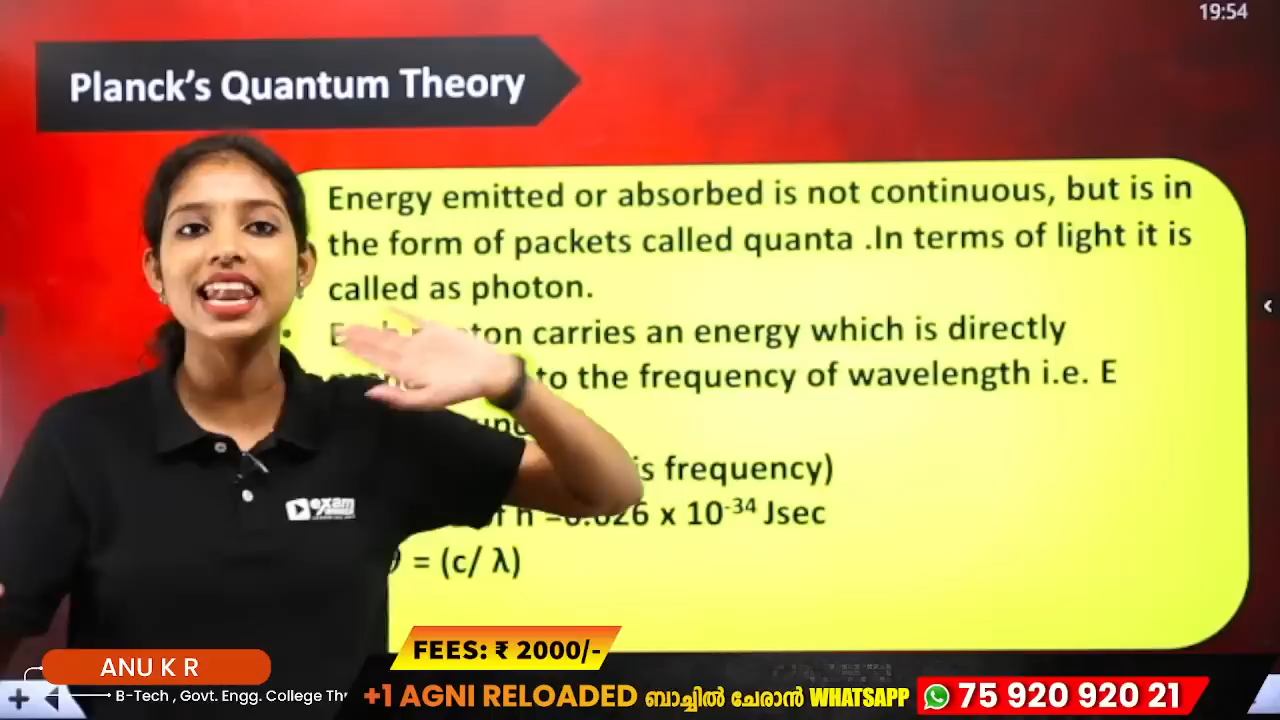 19:54
Planck's Quantum Theory
Energy emitted or absorbed is not continuous, but is in
the form of packets called quanta .In terms of light it is
called as photon.
carries an energy which is directly
to the frequency of wavelength i.e. E
is frequency)
x 10⁻³⁴ Jsec
= (c/ λ)
exam
FEES: ₹ 2000/-
ANU K R
B-Tech , Govt. Engg. College
+1 AGNI RELOADED ബാച്ചിൽ ചേരാൻ WHATSAPP 75 920 920 21